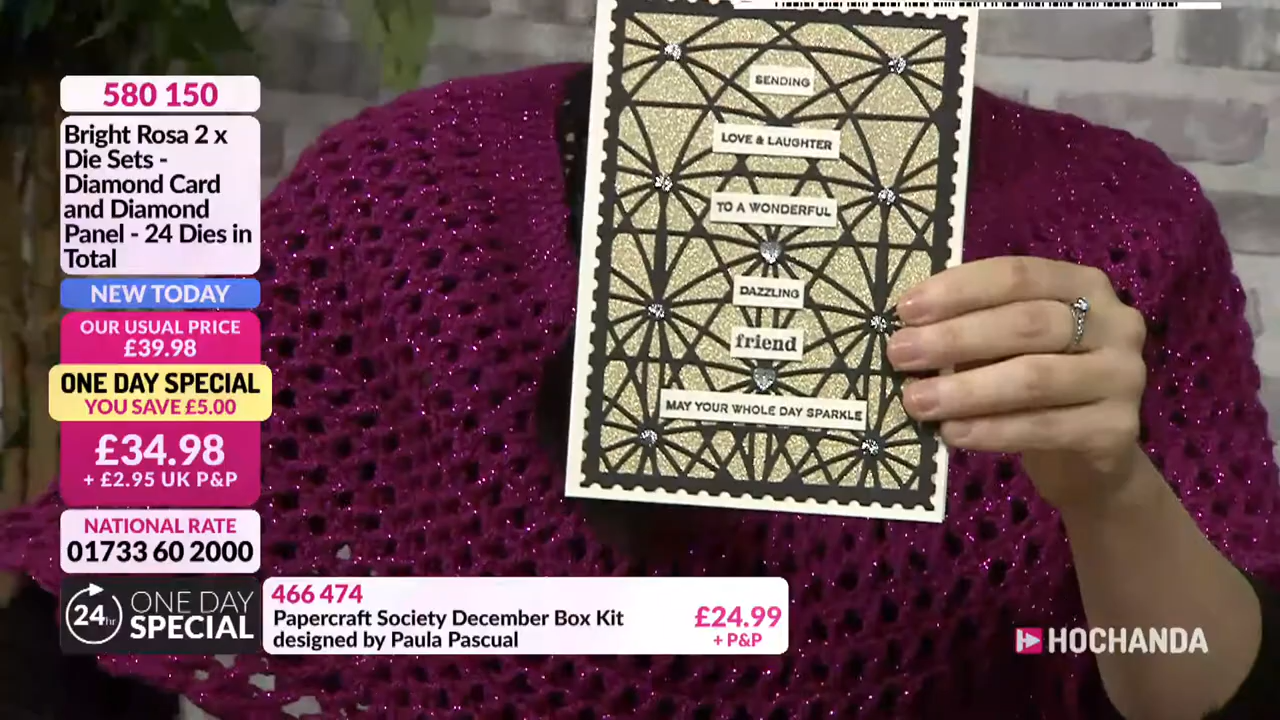 580 150
Bright Rosa 2 x
Die Sets -
Diamond Card
and Diamond
Panel - 24 Dies in
Total
NEW TODAY
OUR USUAL PRICE
£39.98
ONE DAY SPECIAL
YOU SAVE £5.00
£34.98
+ £2.95 UK P&P
NATIONAL RATE
01733 60 2000
24hr
ONE DAY
SPECIAL
466 474
Papercraft Society December Box Kit
designed by Paula Pascual
£24.99
+ P&P
SENDING
LOVE & LAUGHTER
TO A WONDERFUL
DAZZLING
friend
MAY YOUR WHOLE DAY SPARKLE
HOCHANDA